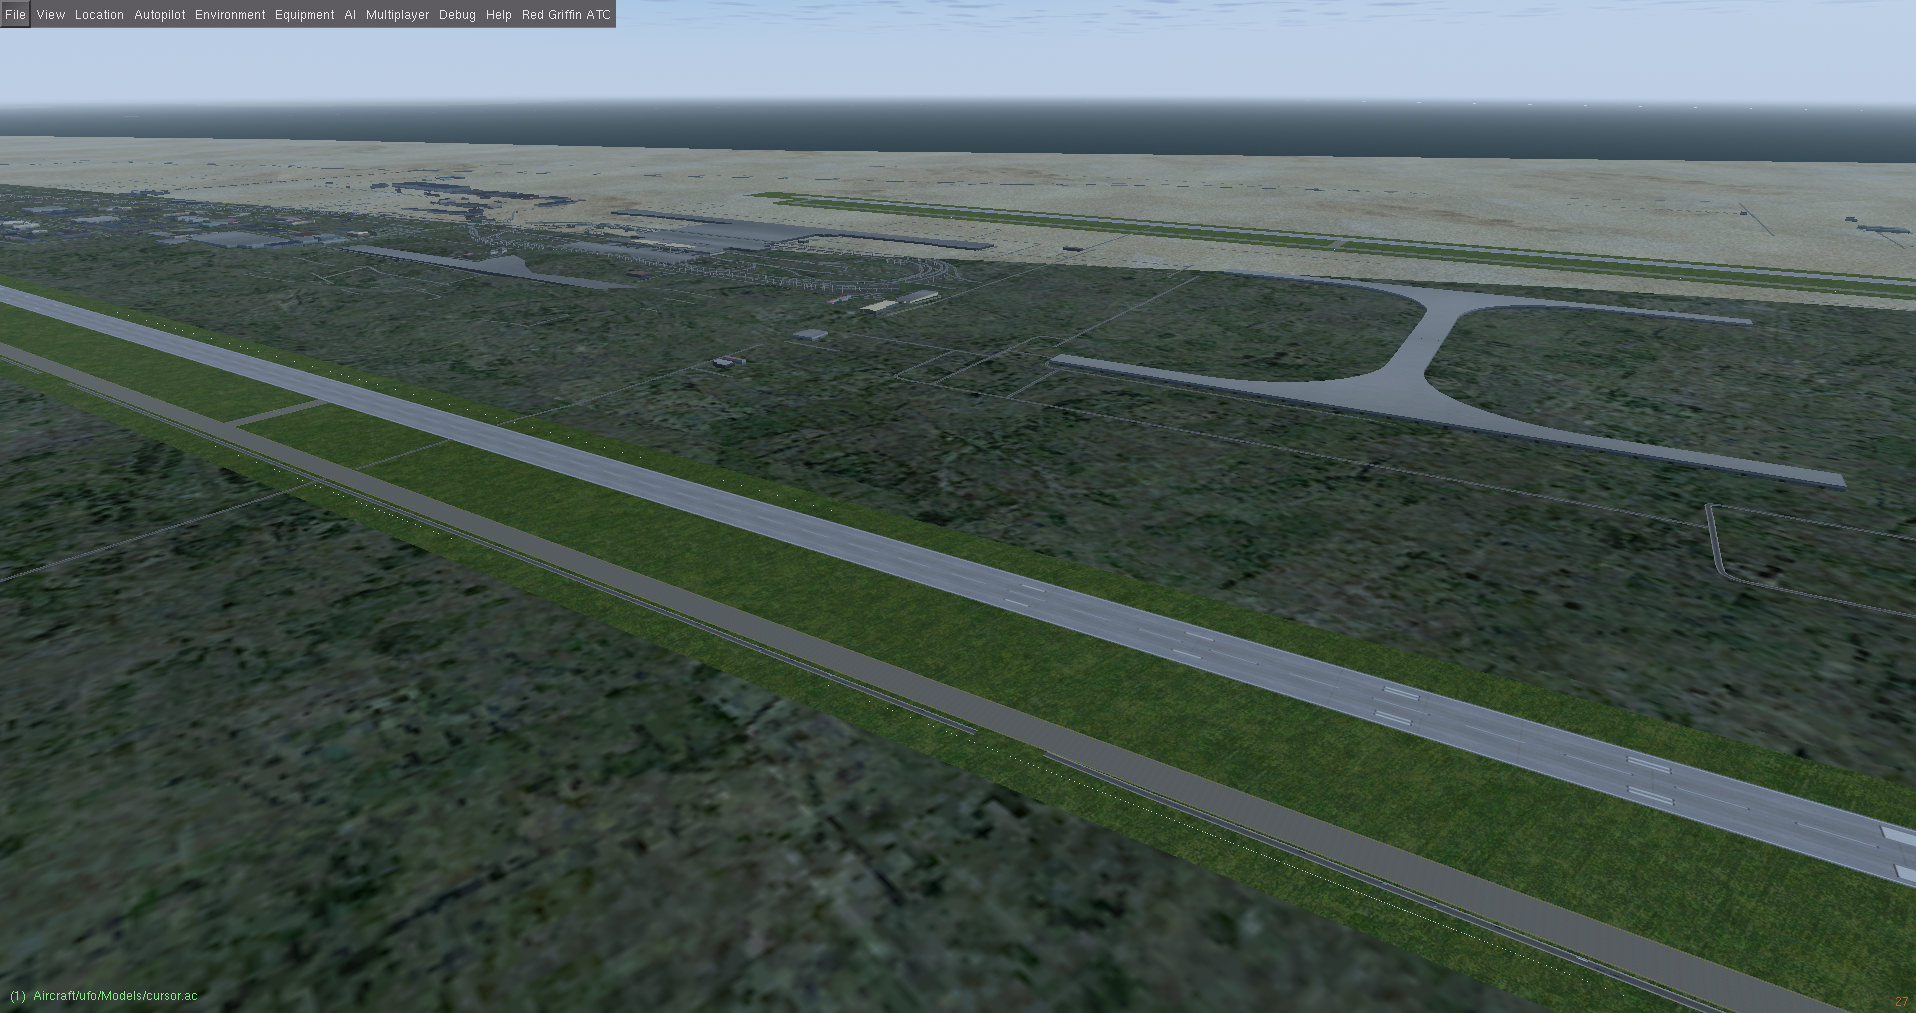 File View Location Autopilot Environment Equipment AI Multiplayer Debug Help Red Griffin ATC
(1) Aircraft/ufo/Models/cursor.ac
27